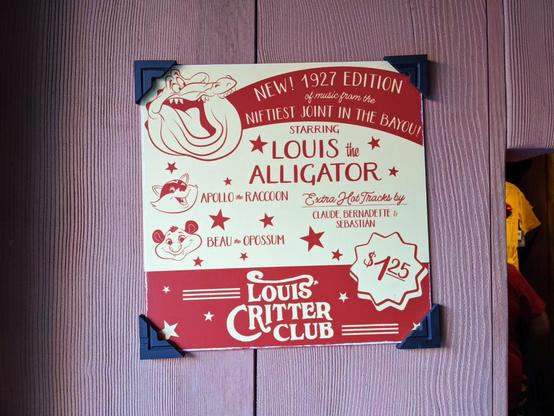 NEW! 1927 EDITION
of music from the
NIFTIEST JOINT IN THE BAYOU!
STARRING
LOUIS the
ALLIGATOR
APOLLO the RACCOON
Extra Hot Tracks by
CLAUDE, BERNADETTE &
SEBASTIAN
BEAU the OPOSSUM
$1.25
LOUIS'
CRITTER
CLUB